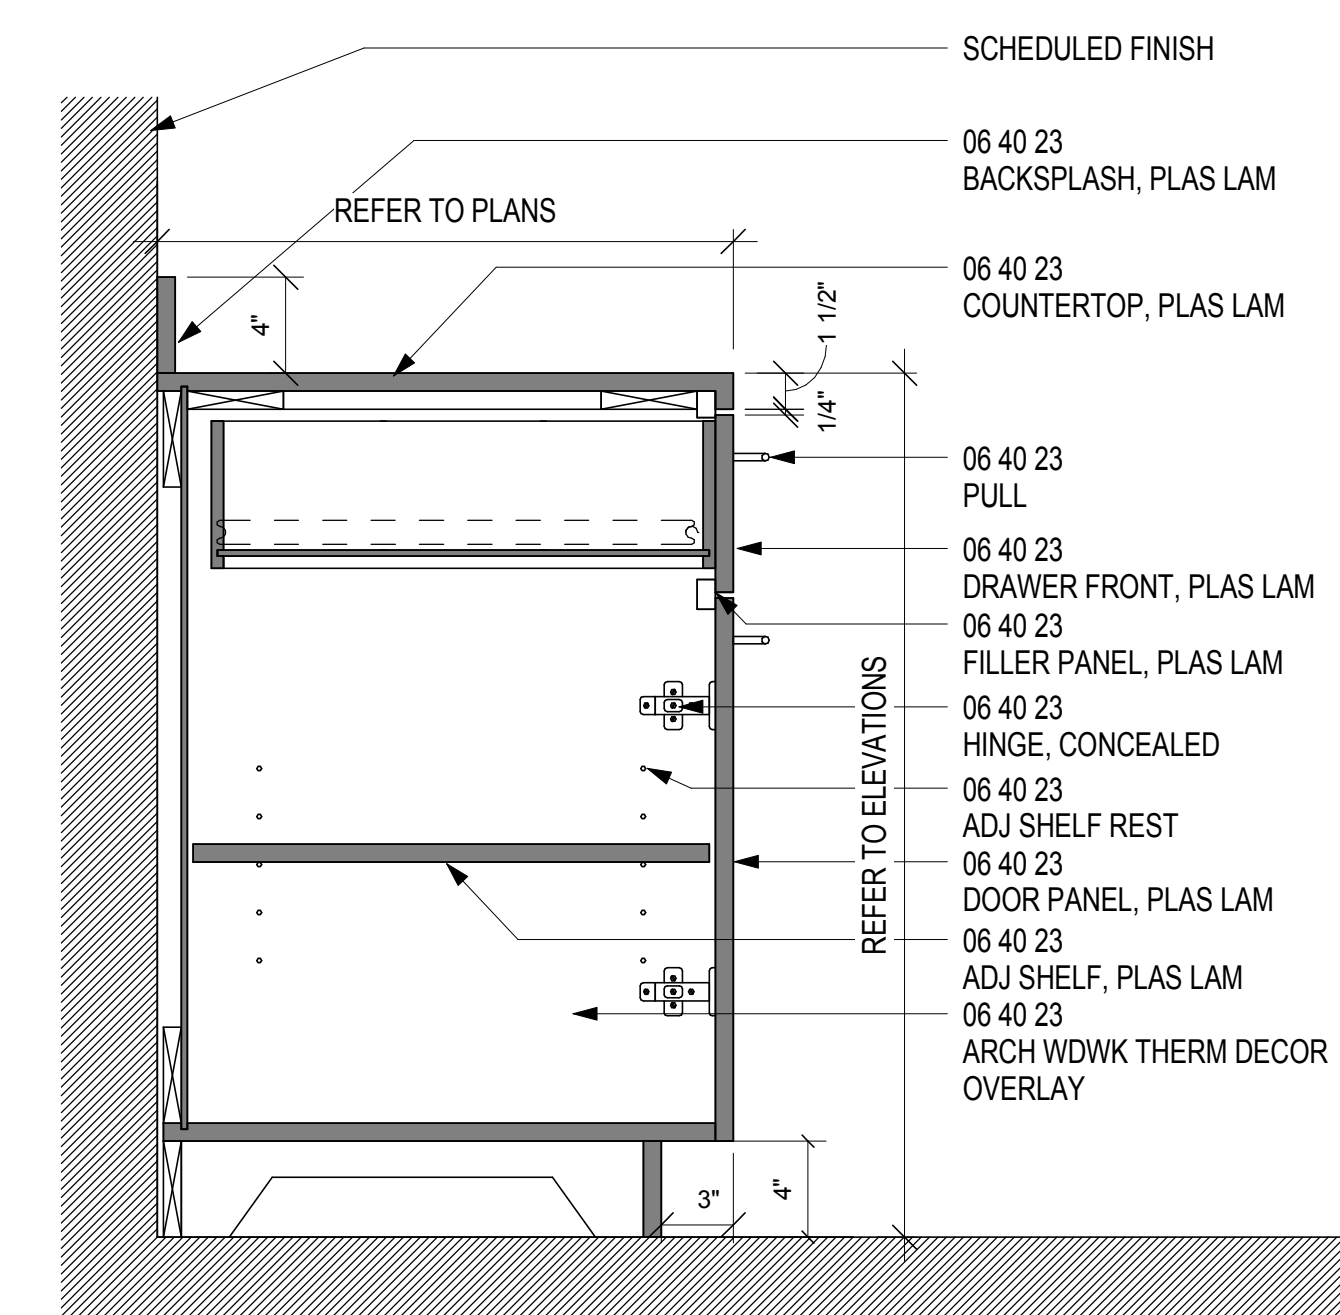 SCHEDULED FINISH
06 40 23
BACKSPLASH, PLAS LAM
REFER TO PLANS
06 40 23
COUNTERTOP, PLAS LAM
4"
1 1/2"
1/4"
06 40 23
PULL
06 40 23
DRAWER FRONT, PLAS LAM
06 40 23
FILLER PANEL, PLAS LAM
06 40 23
HINGE, CONCEALED
06 40 23
ADJ SHELF REST
REFER TO ELEVATIONS
06 40 23
DOOR PANEL, PLAS LAM
06 40 23
ADJ SHELF, PLAS LAM
06 40 23
ARCH WDWK THERM DECOR
OVERLAY
3"
4"